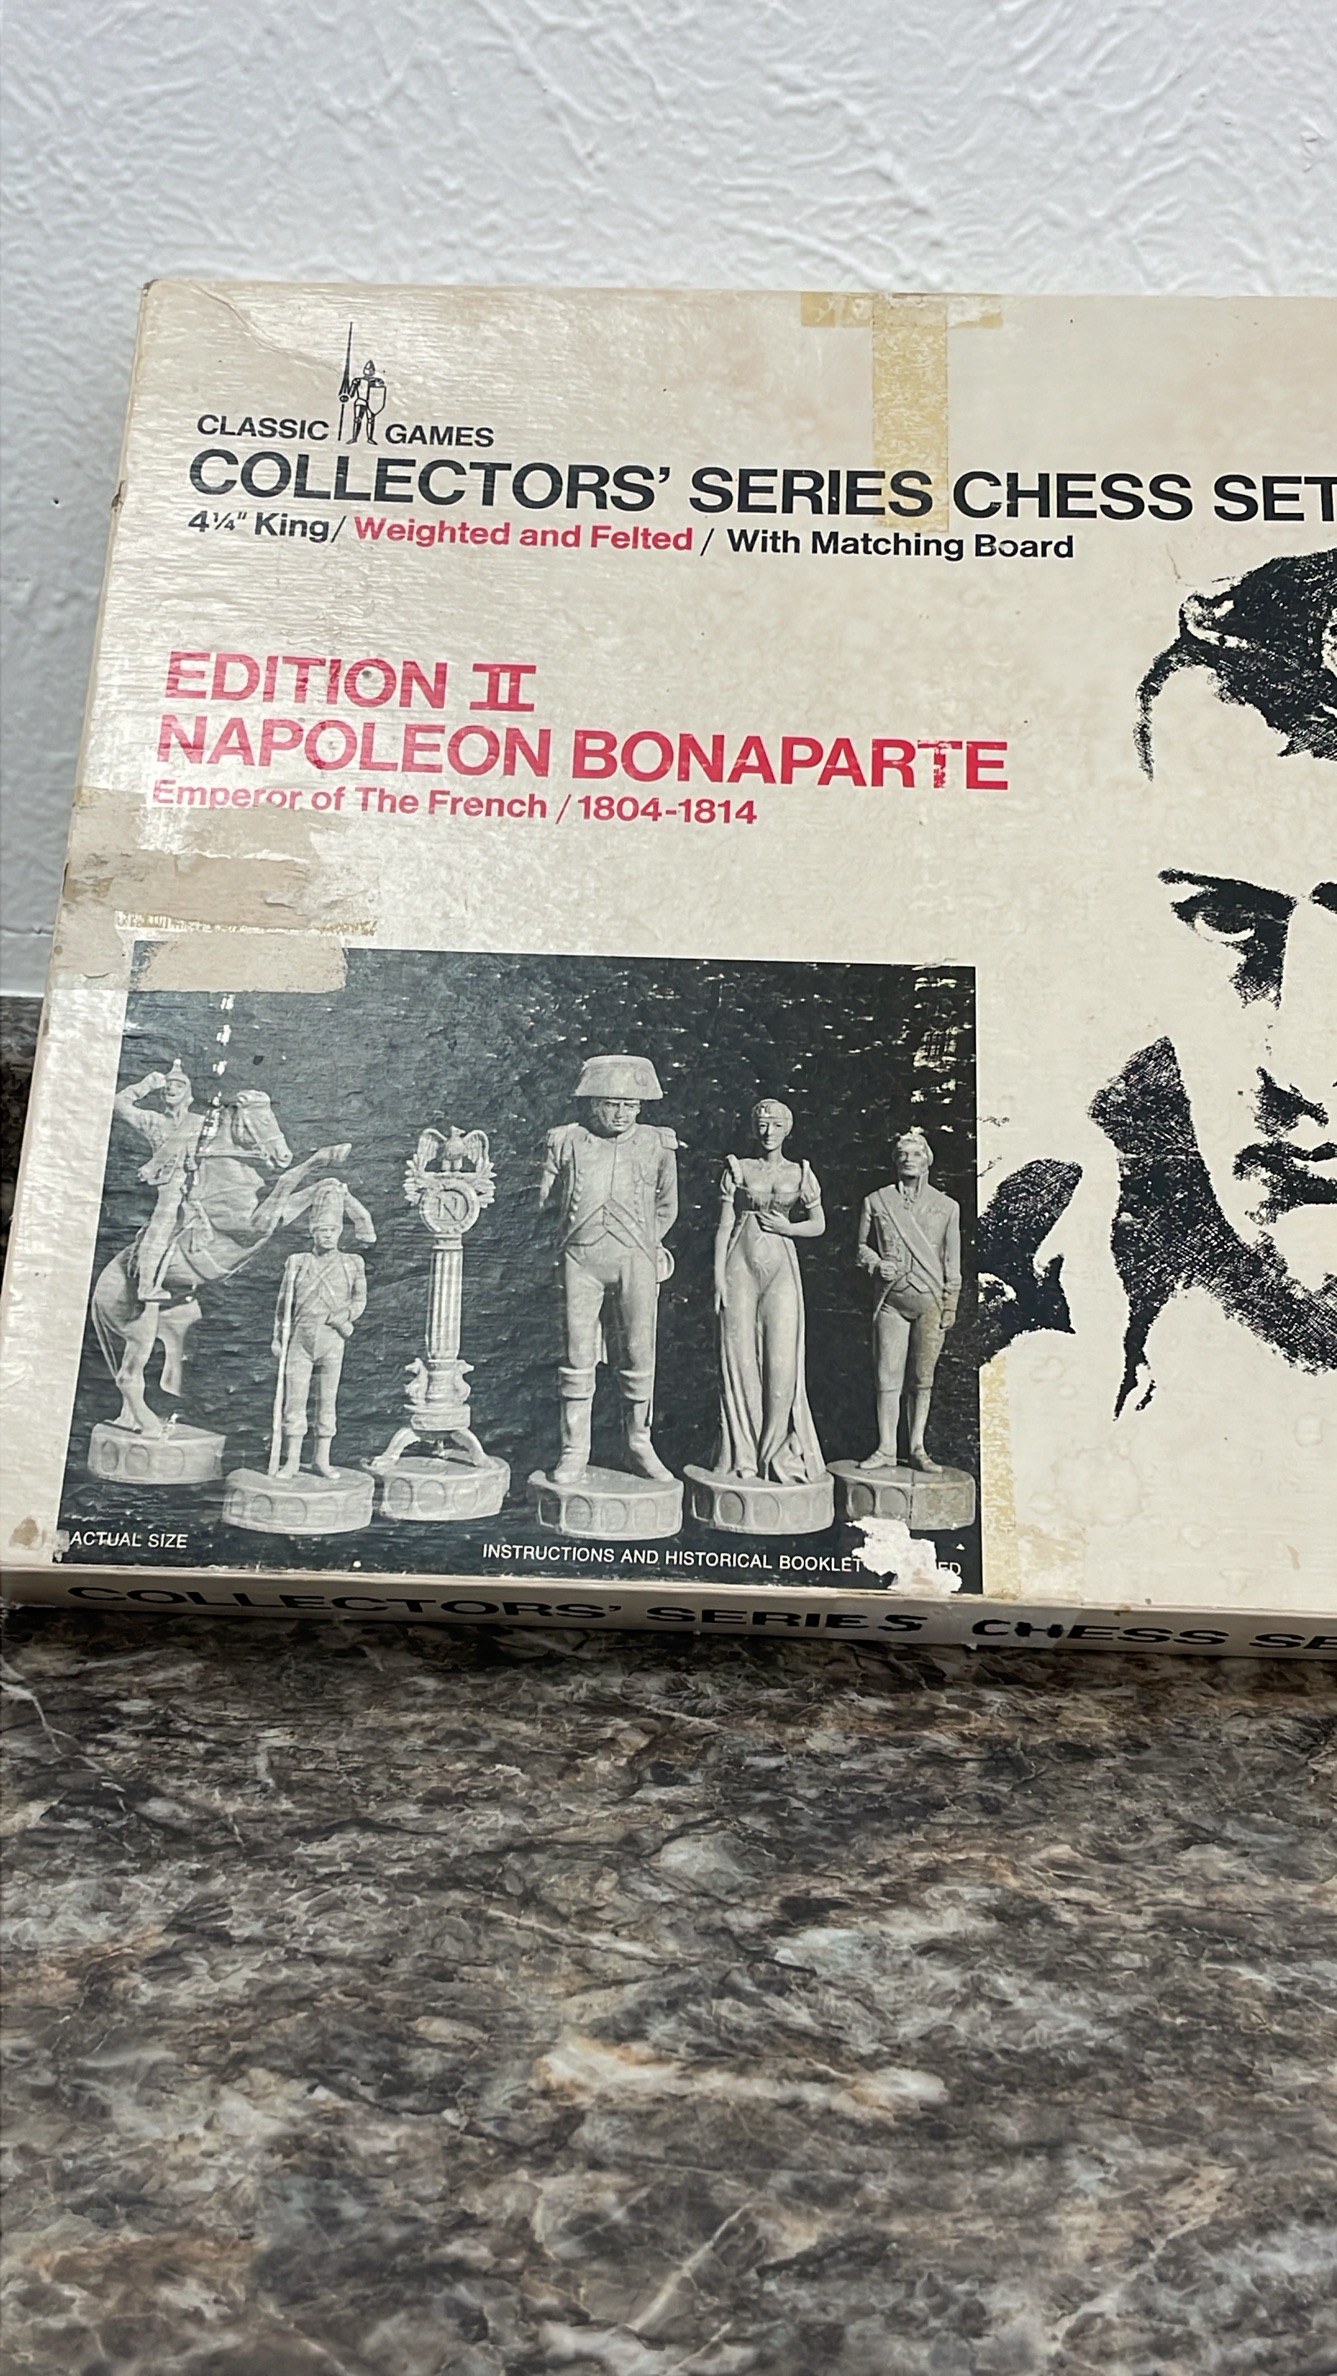 CLASSIC GAMES
COLLECTORS' SERIES CHESS SET
4¼" King/ Weighted and Felted / With Matching Board
EDITION II
NAPOLEON BONAPARTE
Emperor of The French / 1804-1814
N
ACTUAL SIZE
INSTRUCTIONS AND HISTORICAL BOOKLET
COLLECTORS' SERIES CHESS